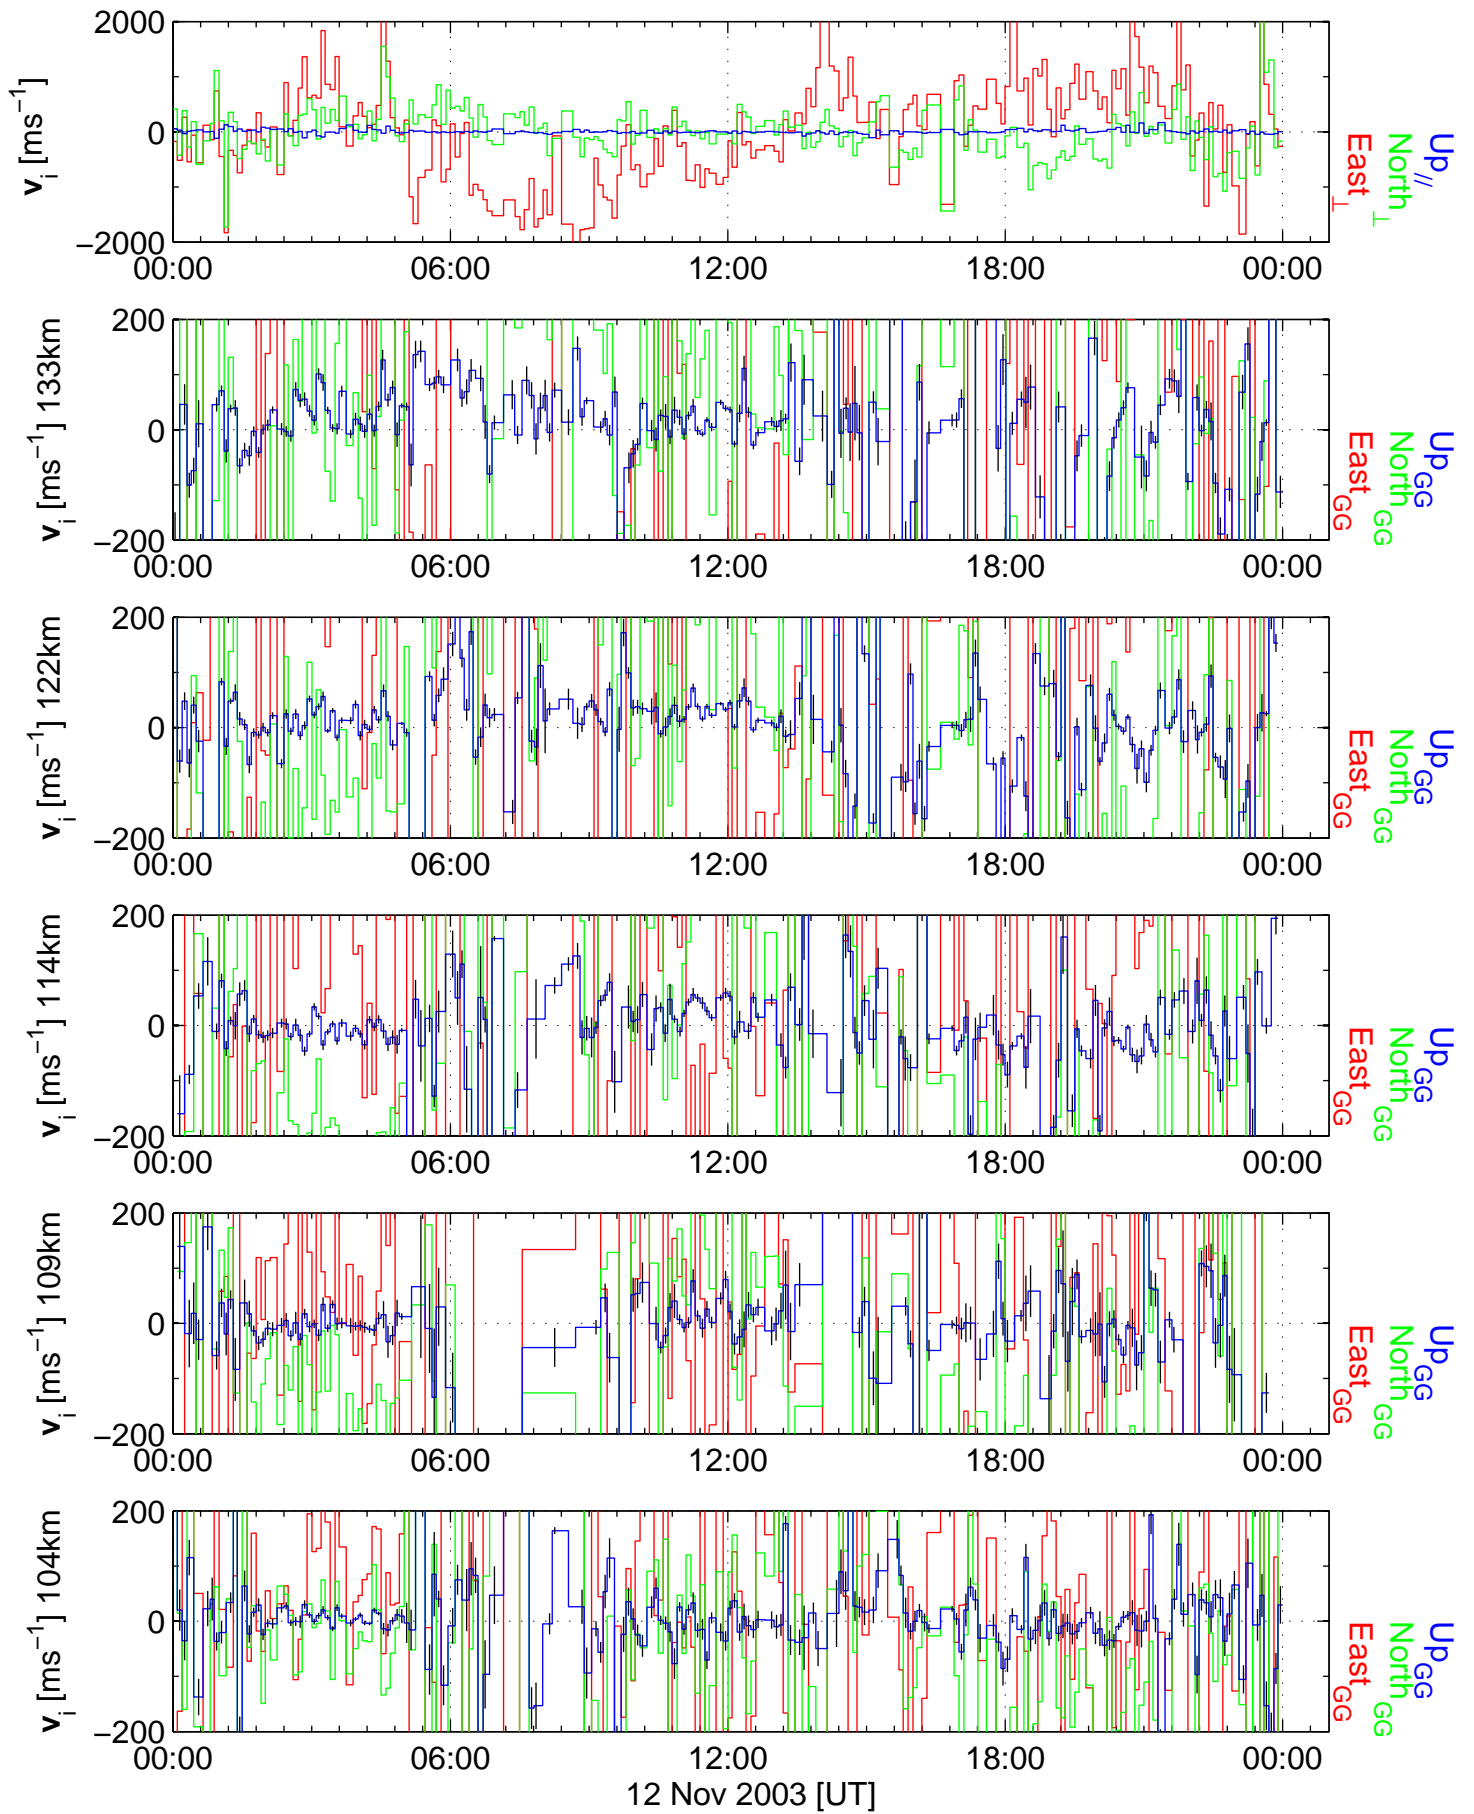 2000
0
−2000
v_i [ms^−1]
00:00 06:00 12:00 18:00 00:00
East_⊥
North_⊥
Up_//
200
0
−200
v_i [ms^−1] 133km
00:00 06:00 12:00 18:00 00:00
East_GG
North_GG
Up_GG
200
0
−200
v_i [ms^−1] 122km
00:00 06:00 12:00 18:00 00:00
East_GG
North_GG
Up_GG
200
0
−200
v_i [ms^−1] 114km
00:00 06:00 12:00 18:00 00:00
East_GG
North_GG
Up_GG
200
0
−200
v_i [ms^−1] 109km
00:00 06:00 12:00 18:00 00:00
East_GG
North_GG
Up_GG
200
0
−200
v_i [ms^−1] 104km
00:00 06:00 12:00 18:00 00:00
East_GG
North_GG
Up_GG
12 Nov 2003 [UT]